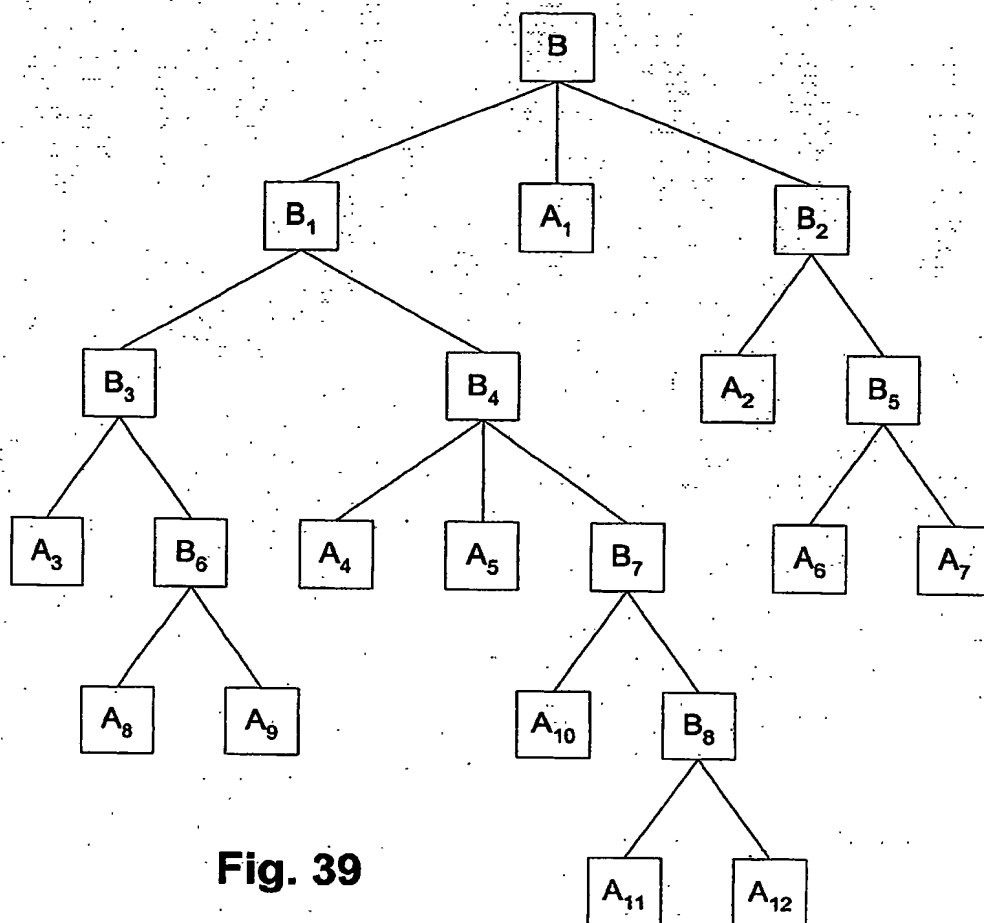 B
B₁ A₁ B₂
B₃ B₄ A₂ B₅
A₃ B₆ A₄ A₅ B₇ A₆ A₇
A₈ A₉ A₁₀ B₈
A₁₁ A₁₂
Fig. 39